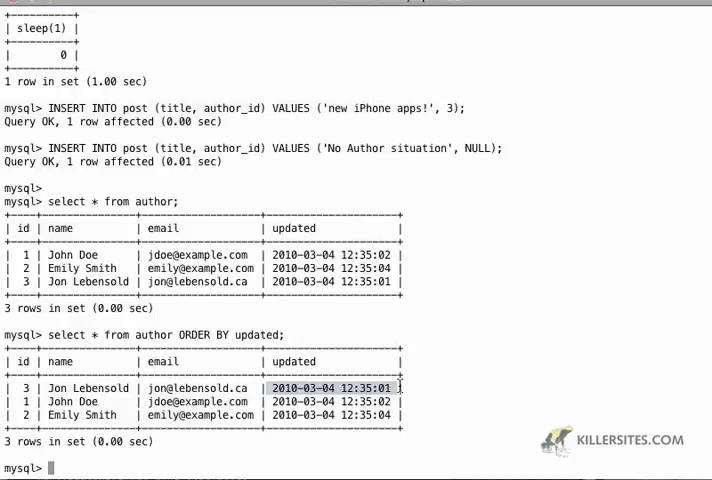 +----------+
| sleep(1) |
+----------+
|        0 |
+----------+
1 row in set (1.00 sec)
mysql> INSERT INTO post (title, author_id) VALUES ('new iPhone apps!', 3);
Query OK, 1 row affected (0.00 sec)
mysql> INSERT INTO post (title, author_id) VALUES ('No Author situation', NULL);
Query OK, 1 row affected (0.01 sec)
mysql>
mysql> select * from author;
+----+---------------+-------------------+---------------------+
| id | name          | email             | updated             |
+----+---------------+-------------------+---------------------+
|  1 | John Doe      | jdoe@example.com  | 2010-03-04 12:35:02 |
|  2 | Emily Smith   | emily@example.com | 2010-03-04 12:35:04 |
|  3 | Jon Lebensold | jon@lebensold.ca  | 2010-03-04 12:35:01 |
+----+---------------+-------------------+---------------------+
3 rows in set (0.00 sec)
mysql> select * from author ORDER BY updated;
+----+---------------+-------------------+---------------------+
| id | name          | email             | updated             |
+----+---------------+-------------------+---------------------+
|  3 | Jon Lebensold | jon@lebensold.ca  | 2010-03-04 12:35:01 |
|  1 | John Doe      | jdoe@example.com  | 2010-03-04 12:35:02 |
|  2 | Emily Smith   | emily@example.com | 2010-03-04 12:35:04 |
+----+---------------+-------------------+---------------------+
3 rows in set (0.00 sec)
KILLERSITES.COM
mysql>